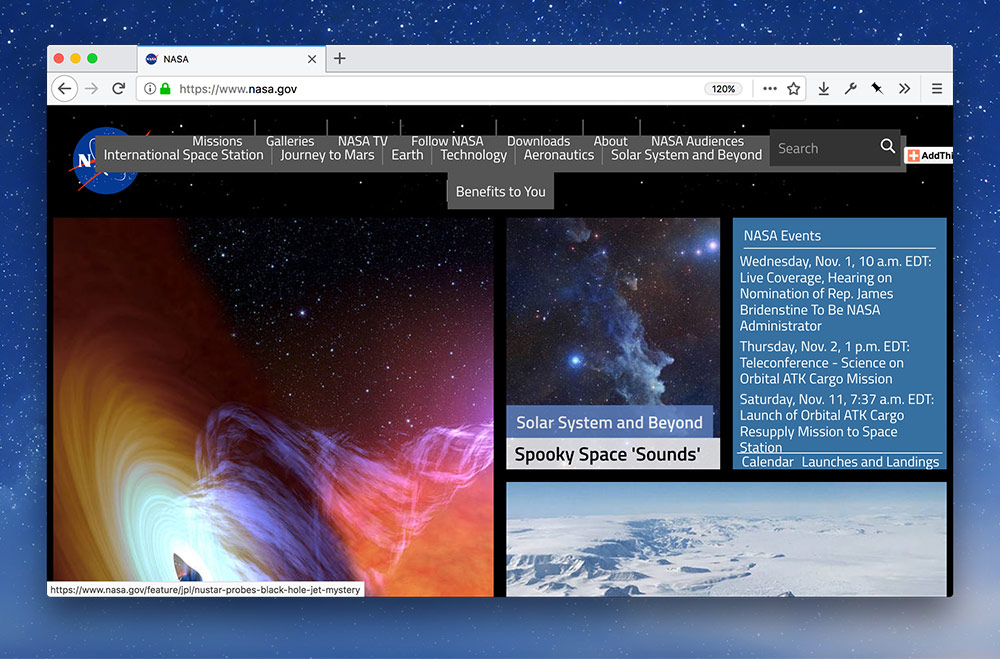 NASA
https://www.nasa.gov
120%
Missions Galleries NASA TV Follow NASA Downloads About NASA Audiences
Search
International Space Station Journey to Mars Earth Technology Aeronautics Solar System and Beyond
Benefits to You
NASA Events
Wednesday, Nov. 1, 10 a.m. EDT:
Live Coverage, Hearing on
Nomination of Rep. James
Bridenstine To Be NASA
Administrator
Thursday, Nov. 2, 1 p.m. EDT:
Teleconference - Science on
Orbital ATK Cargo Mission
Saturday, Nov. 11, 7:37 a.m. EDT:
Launch of Orbital ATK Cargo
Resupply Mission to Space
Station
Calendar Launches and Landings
Solar System and Beyond
Spooky Space 'Sounds'
https://www.nasa.gov/feature/jpl/nustar-probes-black-hole-jet-mystery